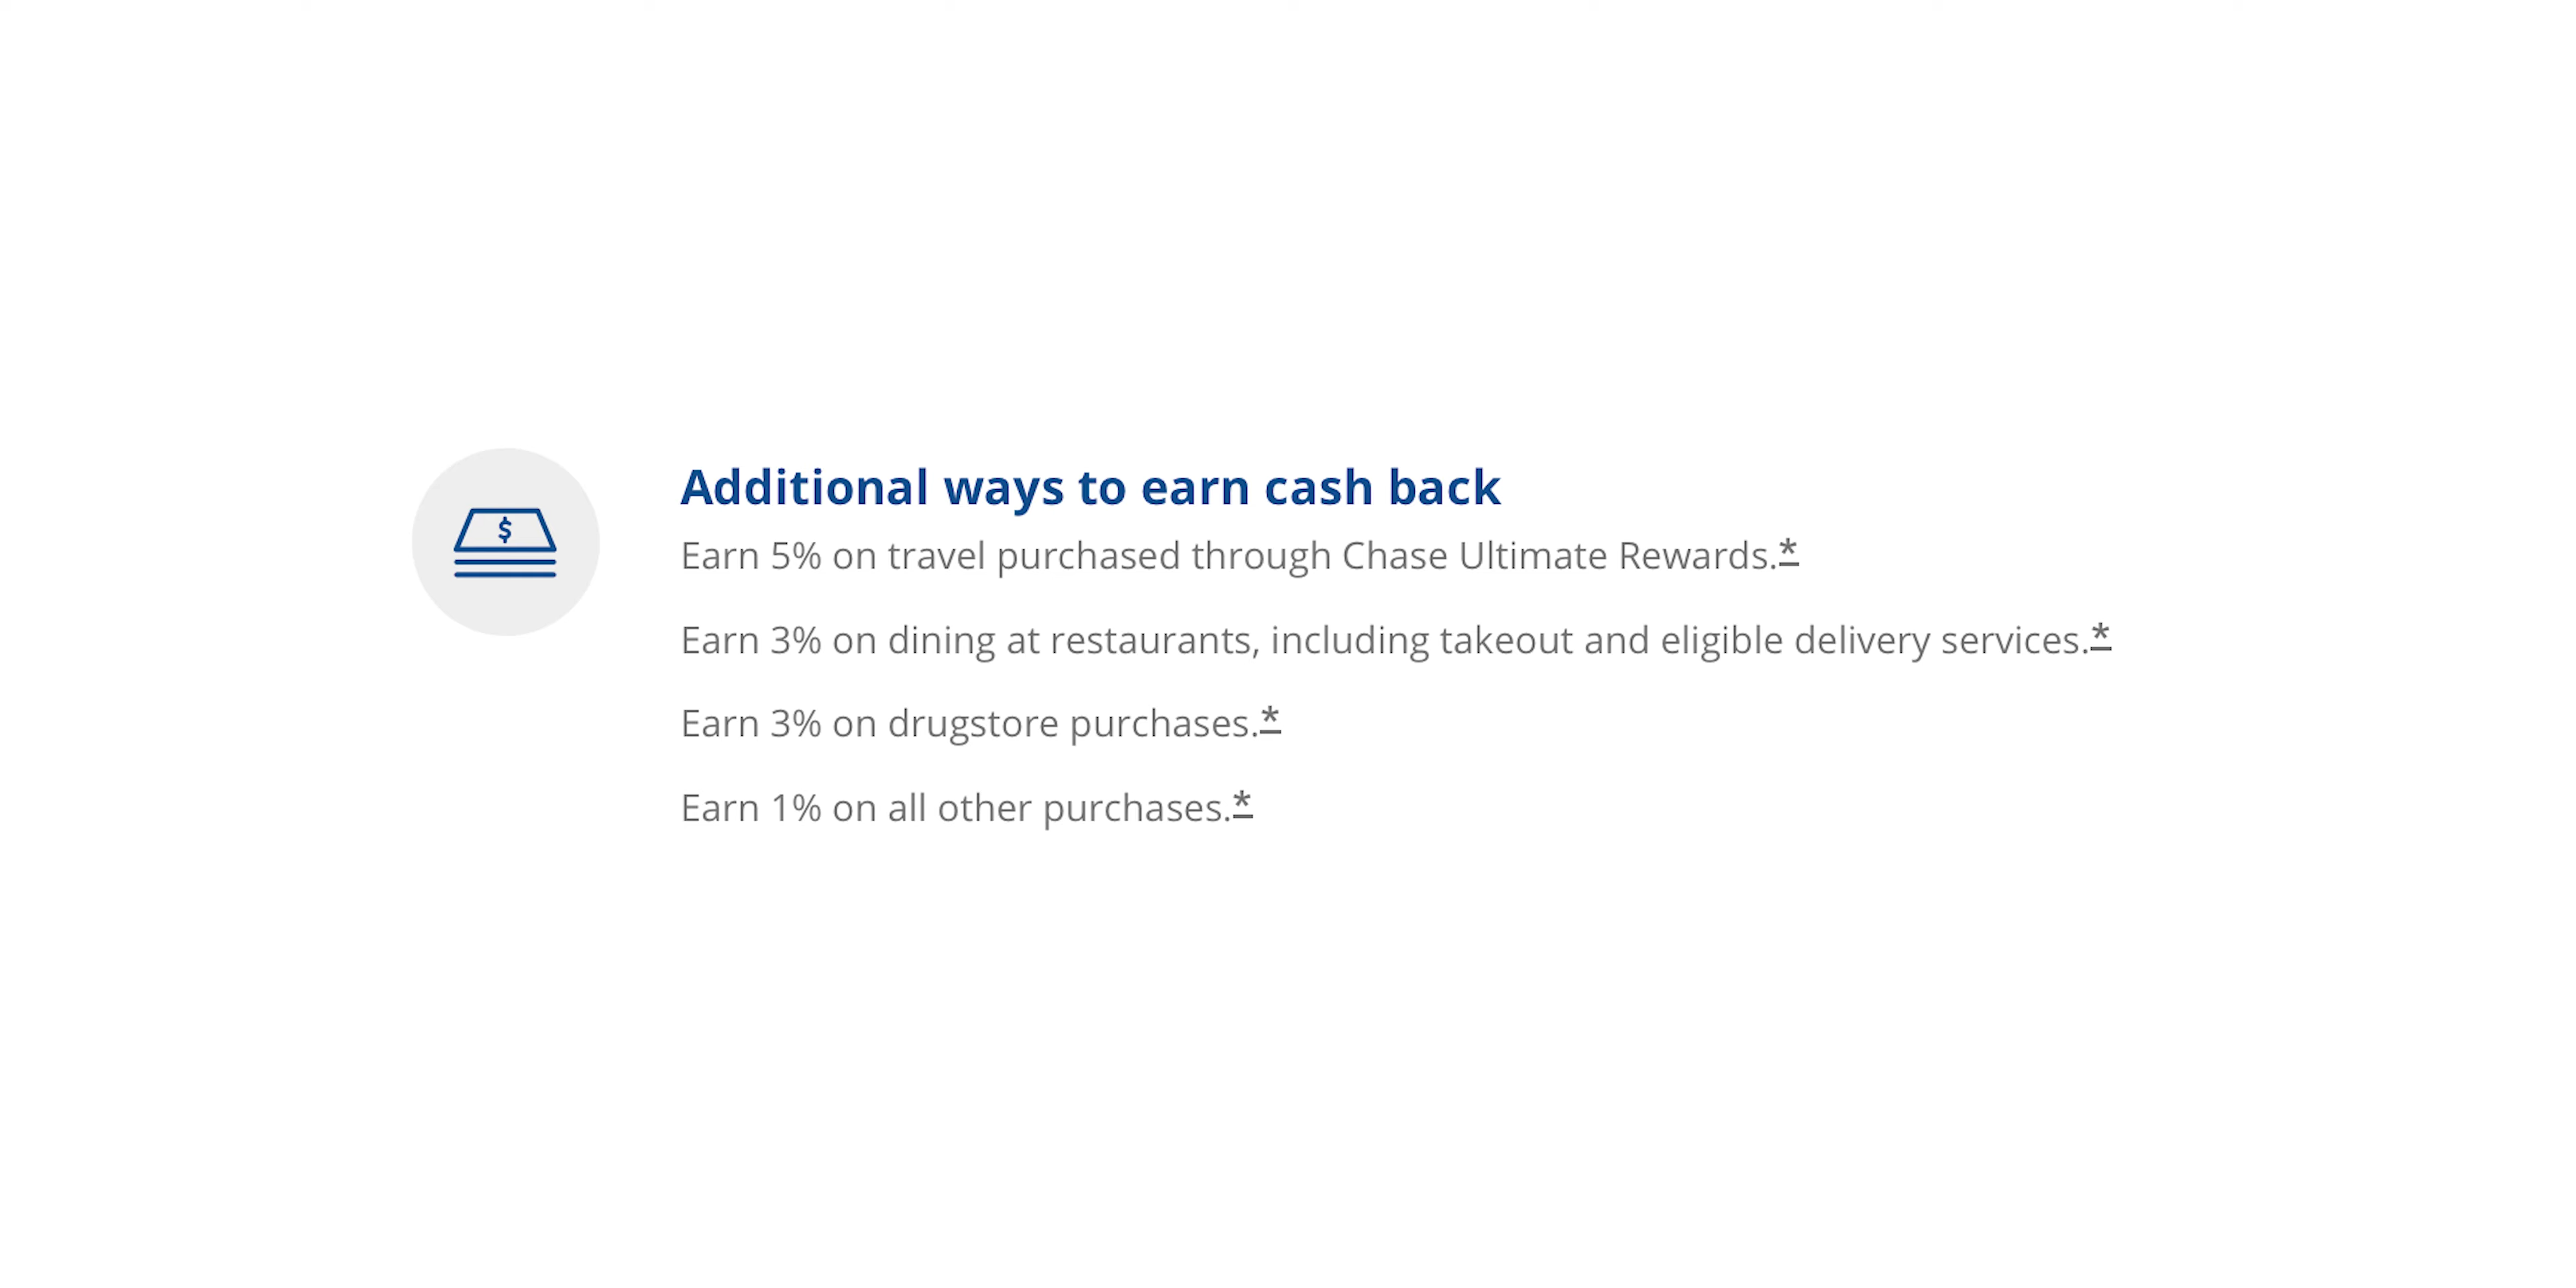 $
Additional ways to earn cash back
Earn 5% on travel purchased through Chase Ultimate Rewards.*
Earn 3% on dining at restaurants, including takeout and eligible delivery services.*
Earn 3% on drugstore purchases.*
Earn 1% on all other purchases.*